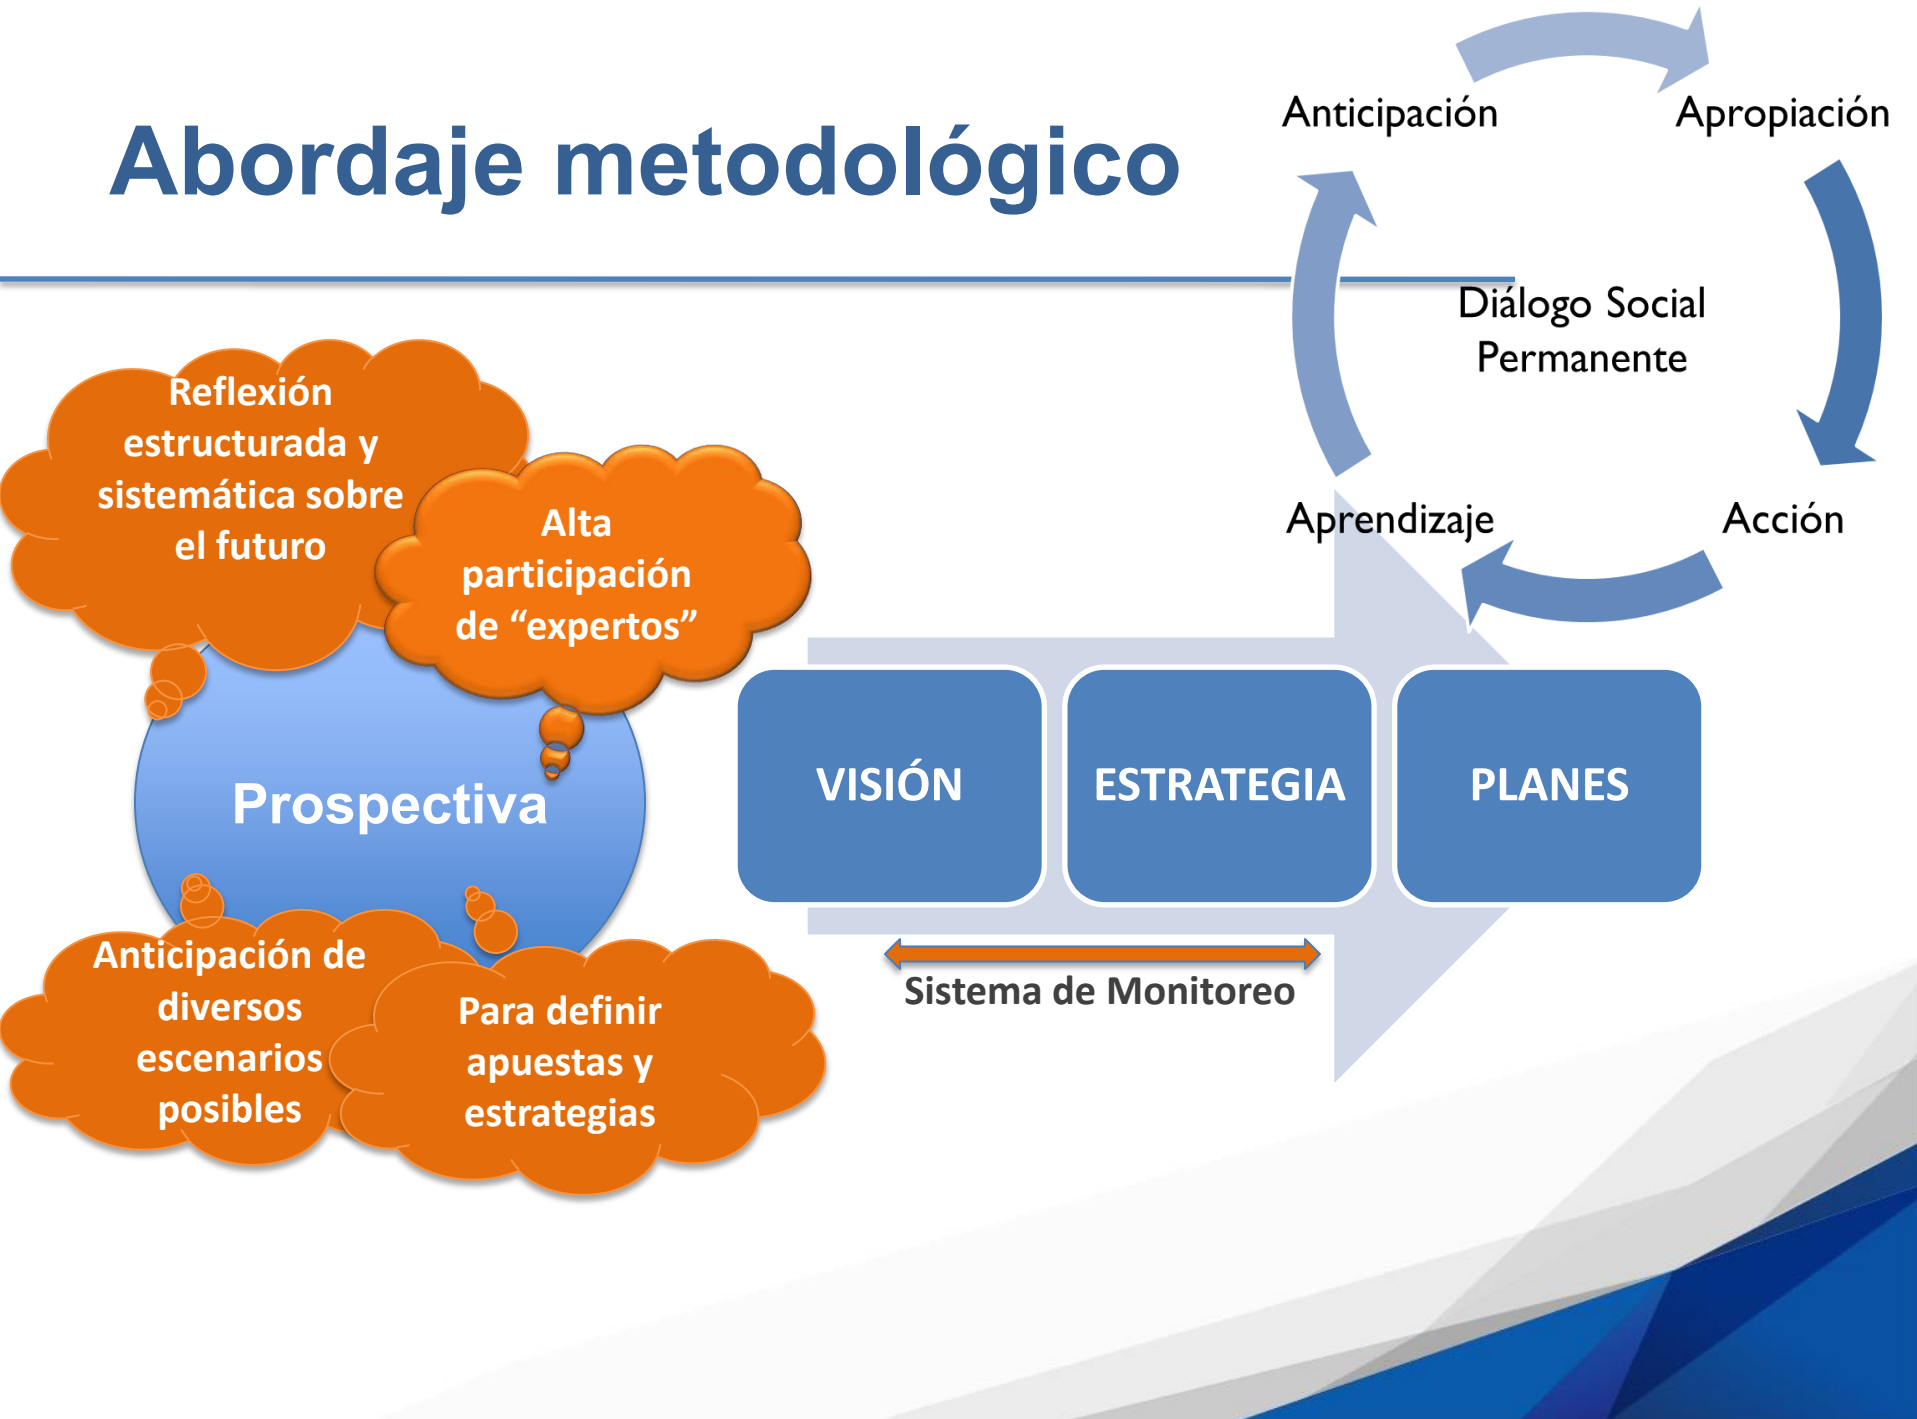 Abordaje metodológico
Anticipación
Apropiación
Diálogo Social
Permanente
Aprendizaje
Acción
Reflexión
estructurada y
sistemática sobre
el futuro
Alta
participación
de “expertos”
Prospectiva
Anticipación de
diversos
escenarios
posibles
Para definir
apuestas y
estrategias
VISIÓN
ESTRATEGIA
PLANES
Sistema de Monitoreo